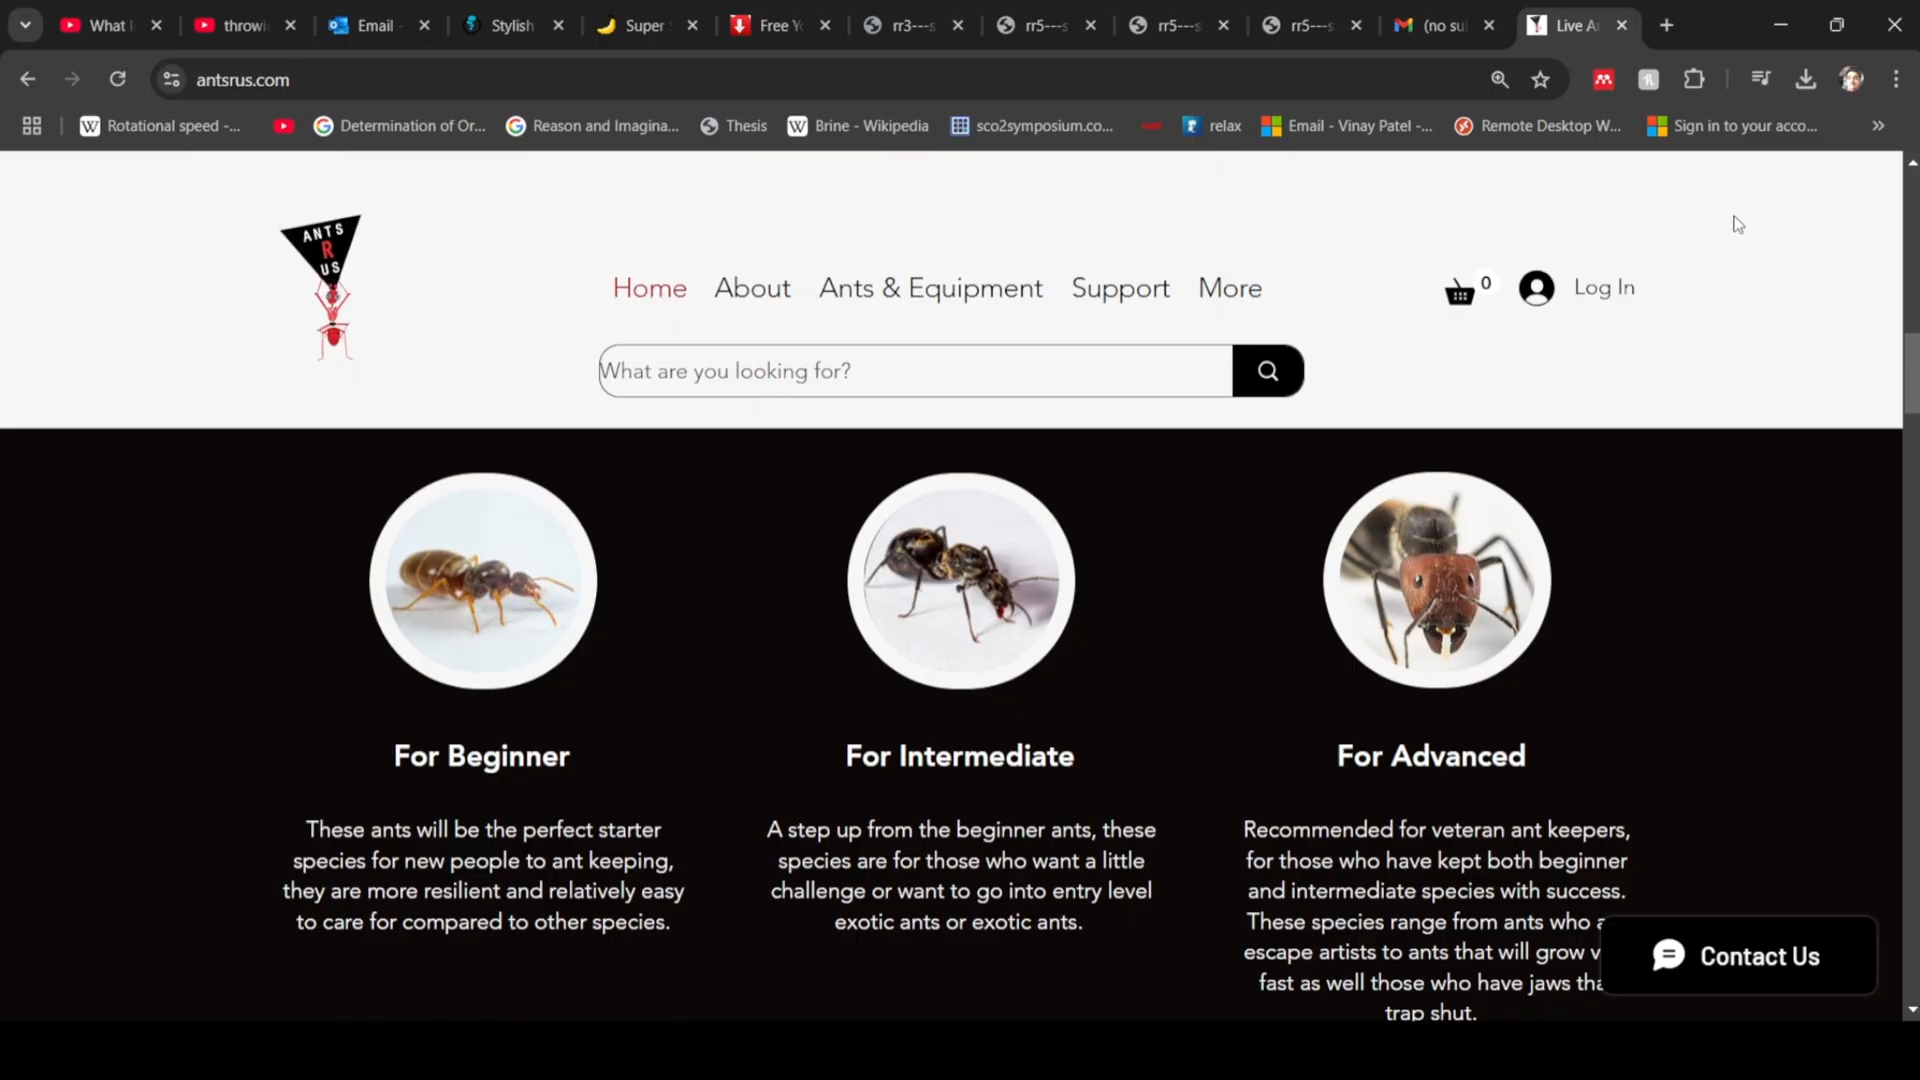 What
throwi
Email
Stylish
Super
Free Y
rr3---s
rr5---s
rr5---s
rr5---s
(no su
Live A
antsrus.com
Rotational speed -...
Determination of Or...
Reason and Imagina...
Thesis
Brine - Wikipedia
sco2symposium.co...
relax
Email - Vinay Patel -...
Remote Desktop W...
Sign in to your acco...
ANTS
R
US
Home
About
Ants & Equipment
Support
More
0
Log In
What are you looking for?
For Beginner
These ants will be the perfect starter
species for new people to ant keeping,
they are more resilient and relatively easy
to care for compared to other species.
For Intermediate
A step up from the beginner ants, these
species are for those who want a little
challenge or want to go into entry level
exotic ants or exotic ants.
For Advanced
Recommended for veteran ant keepers,
for those who have kept both beginner
and intermediate species with success.
These species range from ants who a
escape artists to ants that will grow v
fast as well those who have jaws tha
trap shut.
Contact Us